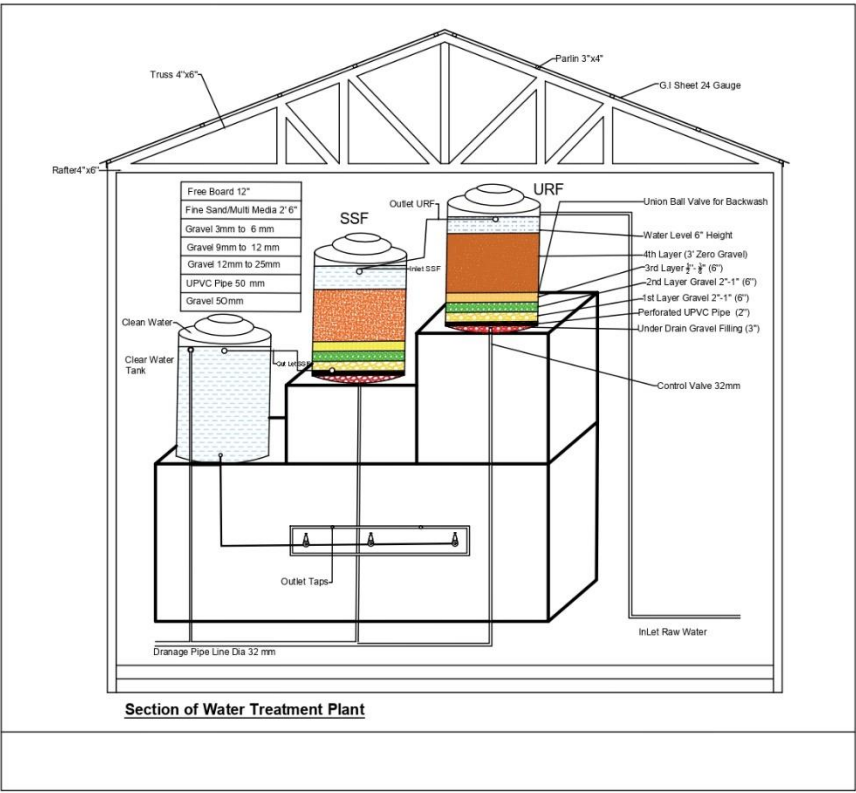 Parlin 3"x4"
Truss 4"x6"
G.I Sheet 24 Gauge
Rafter4"x6"
Free Board 12"
Fine Sand/Multi Media 2' 6"
Gravel 3mm to 6 mm
Gravel 9mm to 12 mm
Gravel 12mm to 25mm
UPVC Pipe 50 mm
Gravel 50mm
SSF
Outlet URF
URF
Union Ball Valve for Backwash
Water Level 6" Height
Inlet SSF
4th Layer (3' Zero Gravel)
3rd Layer (6")
2nd Layer Gravel 2"-1" (6")
1st Layer Gravel 2"-1" (6")
Perforated UPVC Pipe (2")
Under Drain Gravel Filling (3")
Clean Water
Clear Water
Tank
Out Let SSF
Control Valve 32mm
Outlet Taps
InLet Raw Water
Dranage Pipe Line Dia 32 mm
Section of Water Treatment Plant